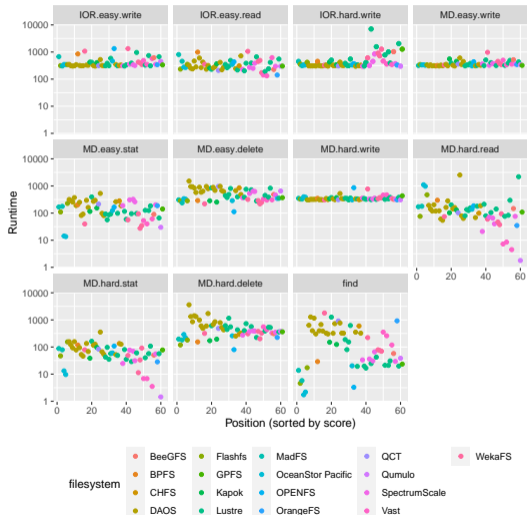 IOR.easy.write IOR.easy.read IOR.hard.write MD.easy.write
10000
1000
100
10
1
MD.easy.stat MD.easy.delete MD.hard.write MD.hard.read
10000
1000
100
10
1
Runtime
MD.hard.stat MD.hard.delete find
10000
1000
100
10
1
0 20 40 60 0 20 40 60 0 20 40 60
Position (sorted by score)
filesystem
BeeGFS Flashfs MadFS QCT WekaFS
BPFS GPFS OceanStor Pacific Qumulo
CHFS Kapok OPENFS SpectrumScale
DAOS Lustre OrangeFS Vast